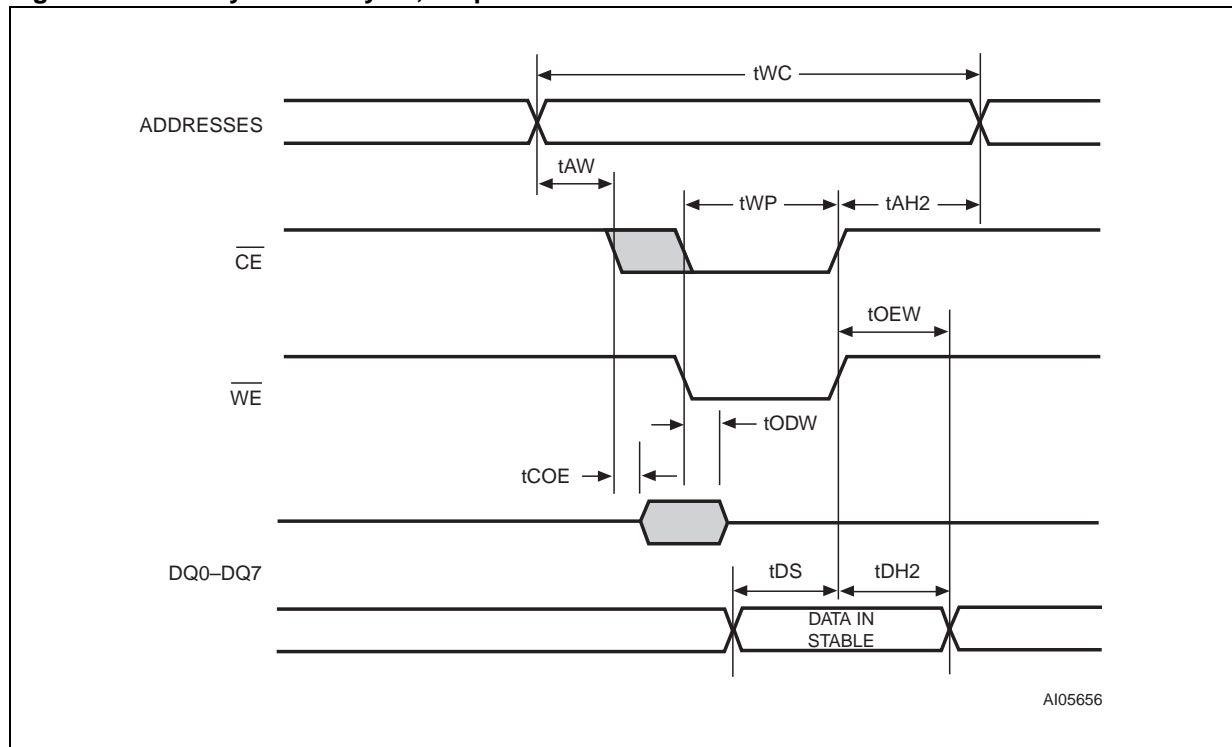 tWC
ADDRESSES
tAW
tWP
tAH2
CE
tOEW
WE
tODW
tCOE
DQ0–DQ7
tDS
tDH2
DATA IN
STABLE
AI05656